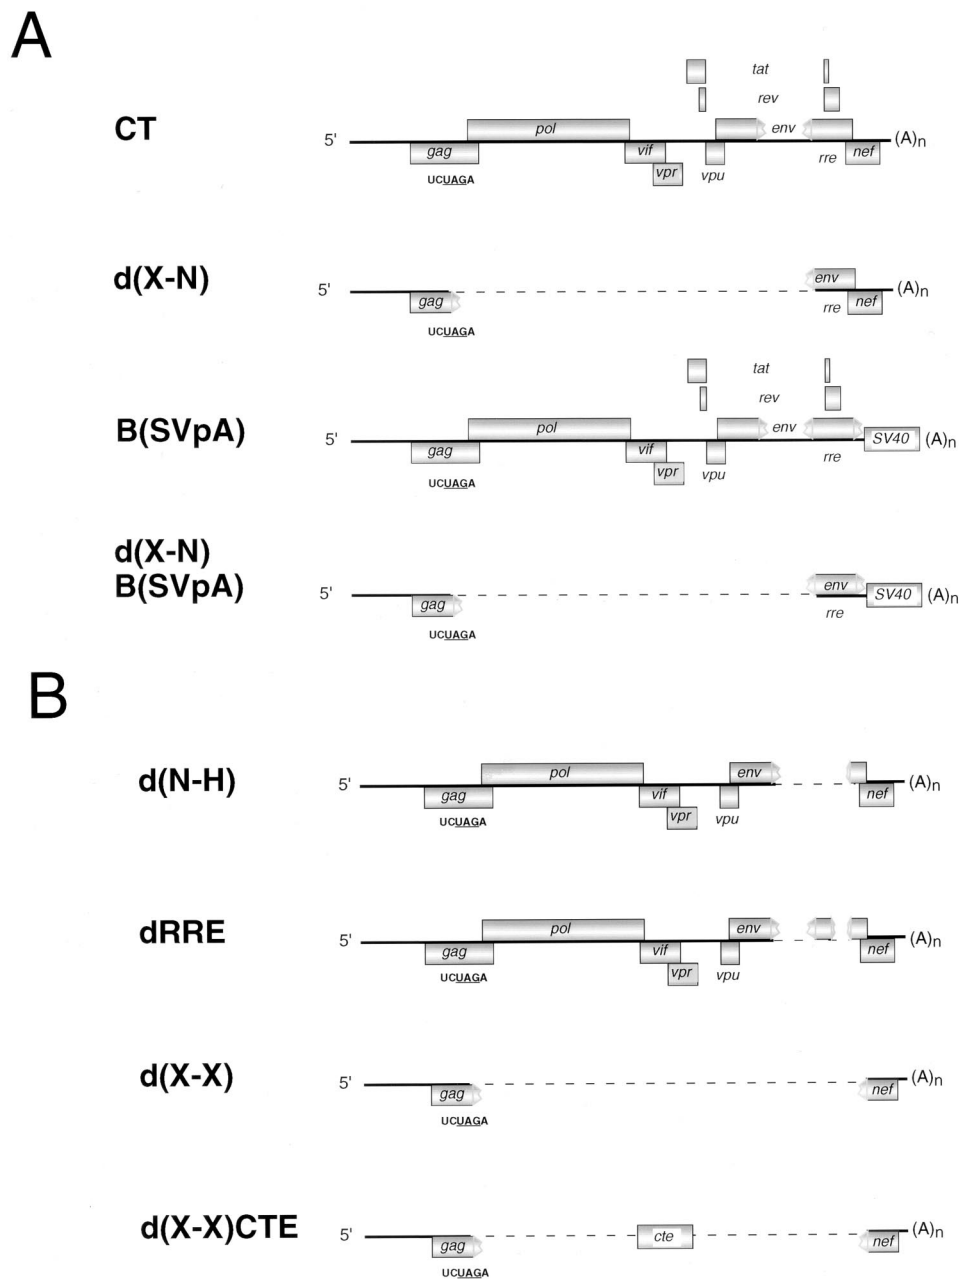 A
tat
rev
CT
5'
pol
env
(A)n
gag
vif
rre
nef
vpr
vpu
UCUAGA
d(X-N)
env
5'
(A)n
gag
rre
nef
UCUAGA
tat
rev
B(SVpA)
5'
pol
env
SV40
(A)n
gag
vif
rre
vpr
vpu
UCUAGA
d(X-N)
B(SVpA)
5'
env
SV40
(A)n
gag
rre
UCUAGA
B
d(N-H)
5'
pol
env
(A)n
gag
vif
nef
vpr
vpu
UCUAGA
dRRE
5'
pol
env
(A)n
gag
vif
nef
vpr
vpu
UCUAGA
d(X-X)
5'
(A)n
gag
nef
UCUAGA
d(X-X)CTE
5'
cte
(A)n
gag
nef
UCUAGA